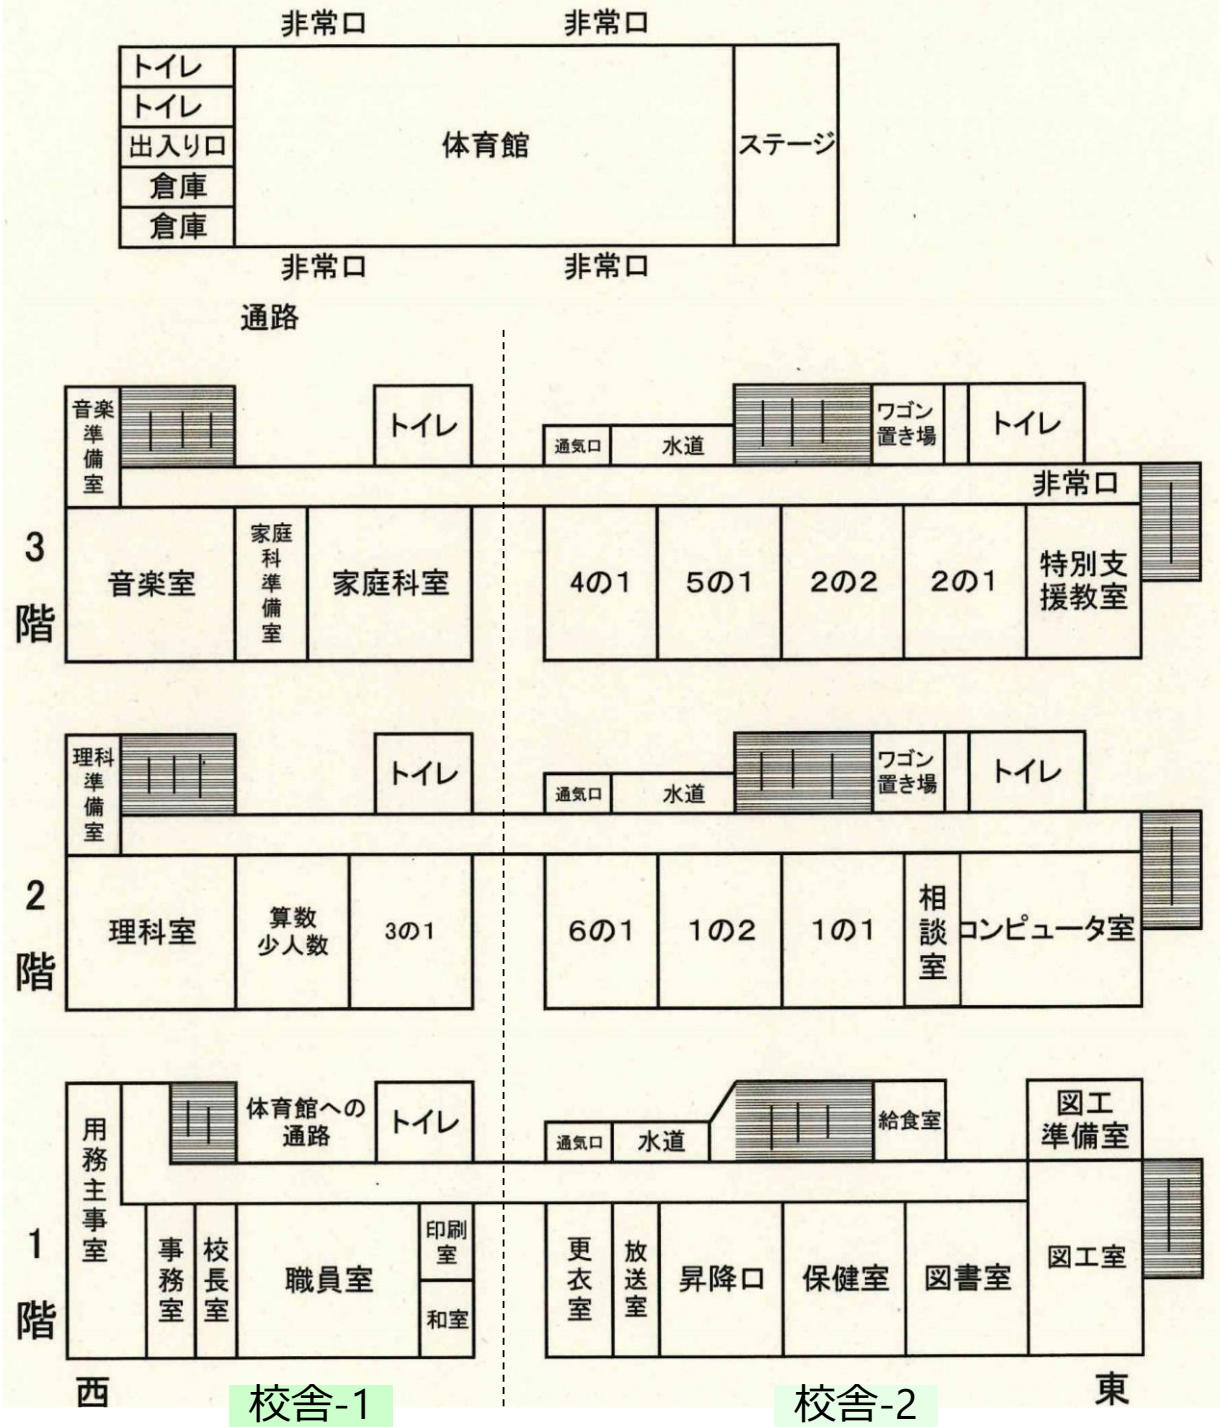 非常口 非常口
トイレ
トイレ
出入り口
倉庫
倉庫
体育館
ステージ
非常口 非常口
通路
3
階
音楽
準
備
室
トイレ
通気口
水道
ワゴン
置き場
トイレ
非常口
音楽室
家庭
科
準
備
室
家庭科室
4の1
5の1
2の2
2の1
特別支
援教室
2
階
理科
準
備
室
トイレ
通気口
水道
ワゴン
置き場
トイレ
理科室
算数
少人数
3の1
6の1
1の2
1の1
相
談
室
コンピュータ室
1
階
用
務
主
事
室
体育館への
通路
トイレ
通気口
水道
給食室
図工
準備室
事
務
室
校
長
室
職員室
印刷
室
和室
更
衣
室
放
送
室
昇降口
保健室
図書室
図工室
西
東
校舎-1
校舎-2